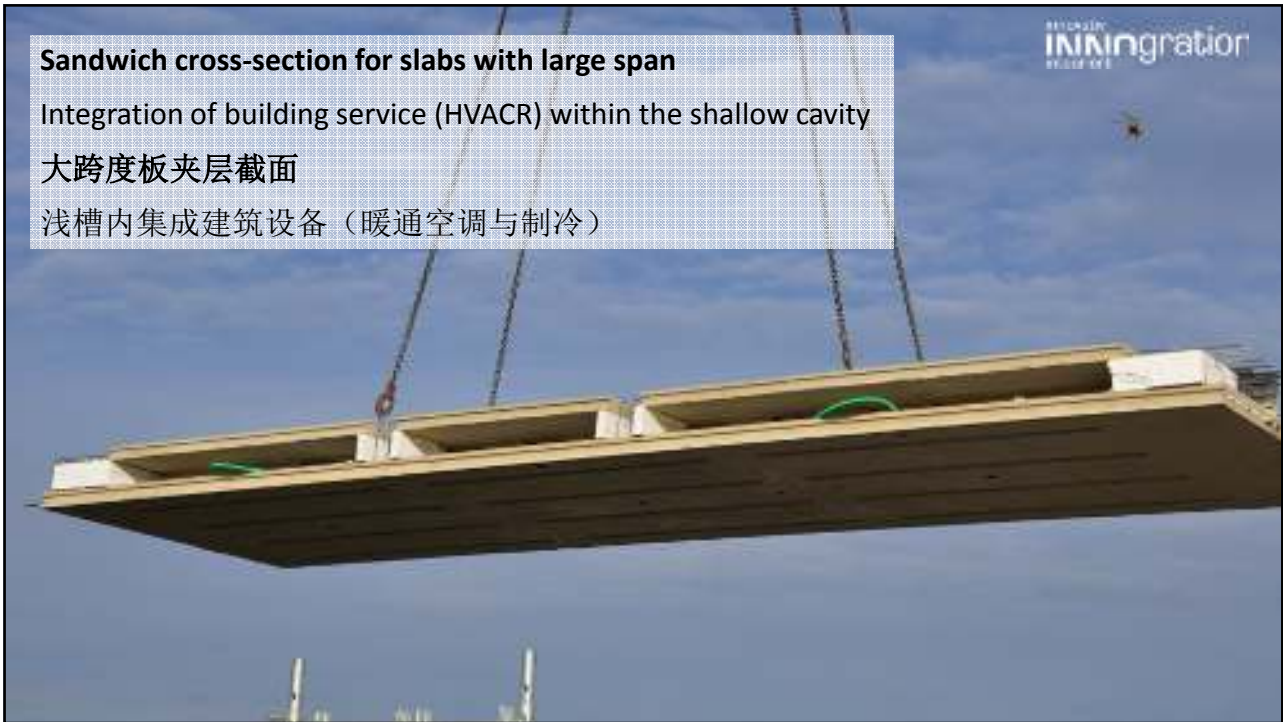 Sandwich cross-section for slabs with large span
Integration of building service (HVACR) within the shallow cavity
大跨度板夹层截面
浅槽内集成建筑设备（暖通空调与制冷）